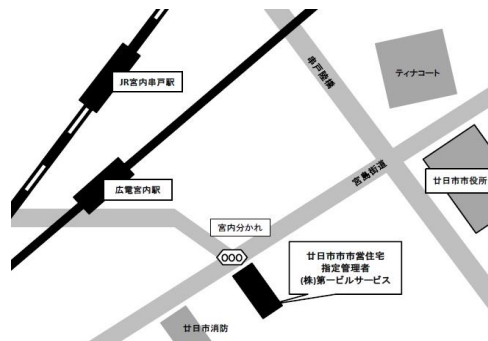 串戸陸橋
ティナコート
JR宮内串戸駅
宮島街道
廿日市市役所
広電宮内駅
宮内分かれ
廿日市市市営住宅
指定管理者
(株)第一ビルサービス
廿日市消防